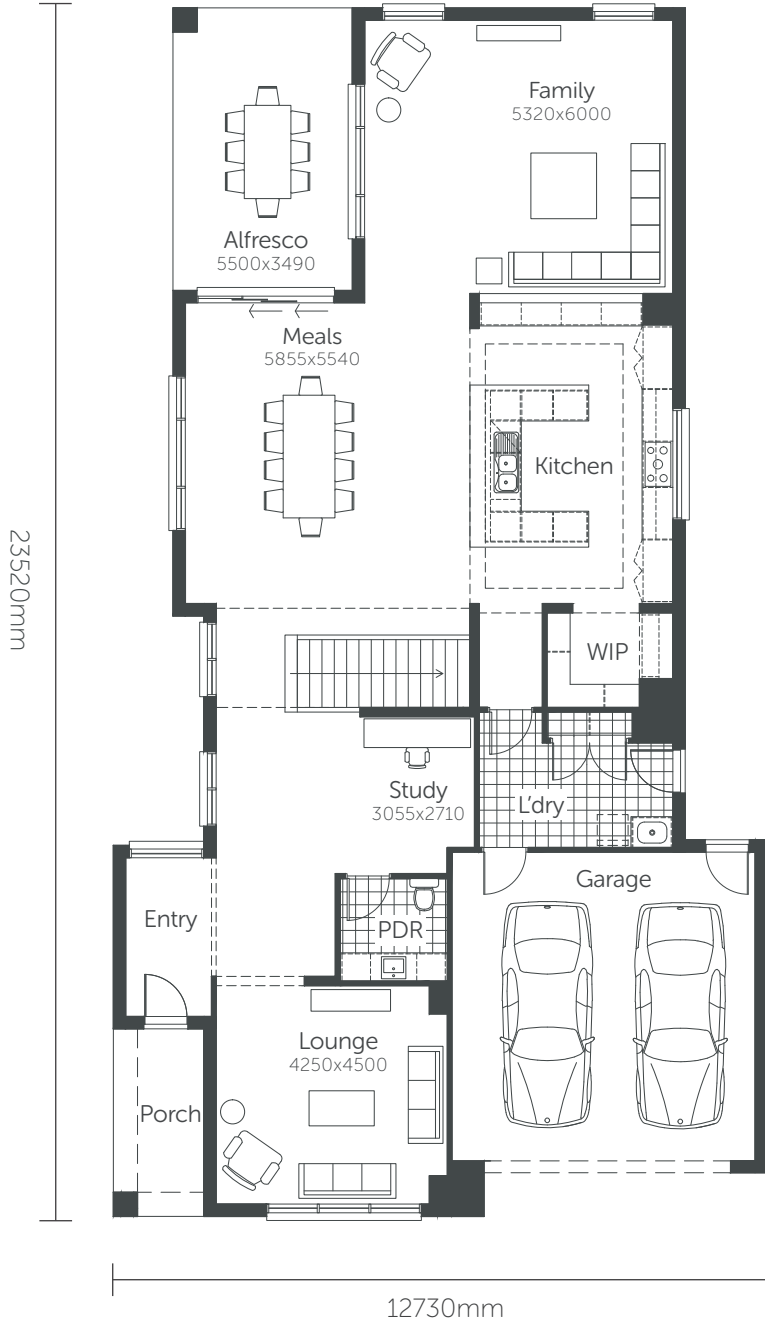 Family
5320x6000
Alfresco
5500x3490
Meals
5855x5540
Kitchen
23520mm
WIP
Study
3055x2710
L'dry
Garage
Entry
PDR
Lounge
4250x4500
Porch
12730mm